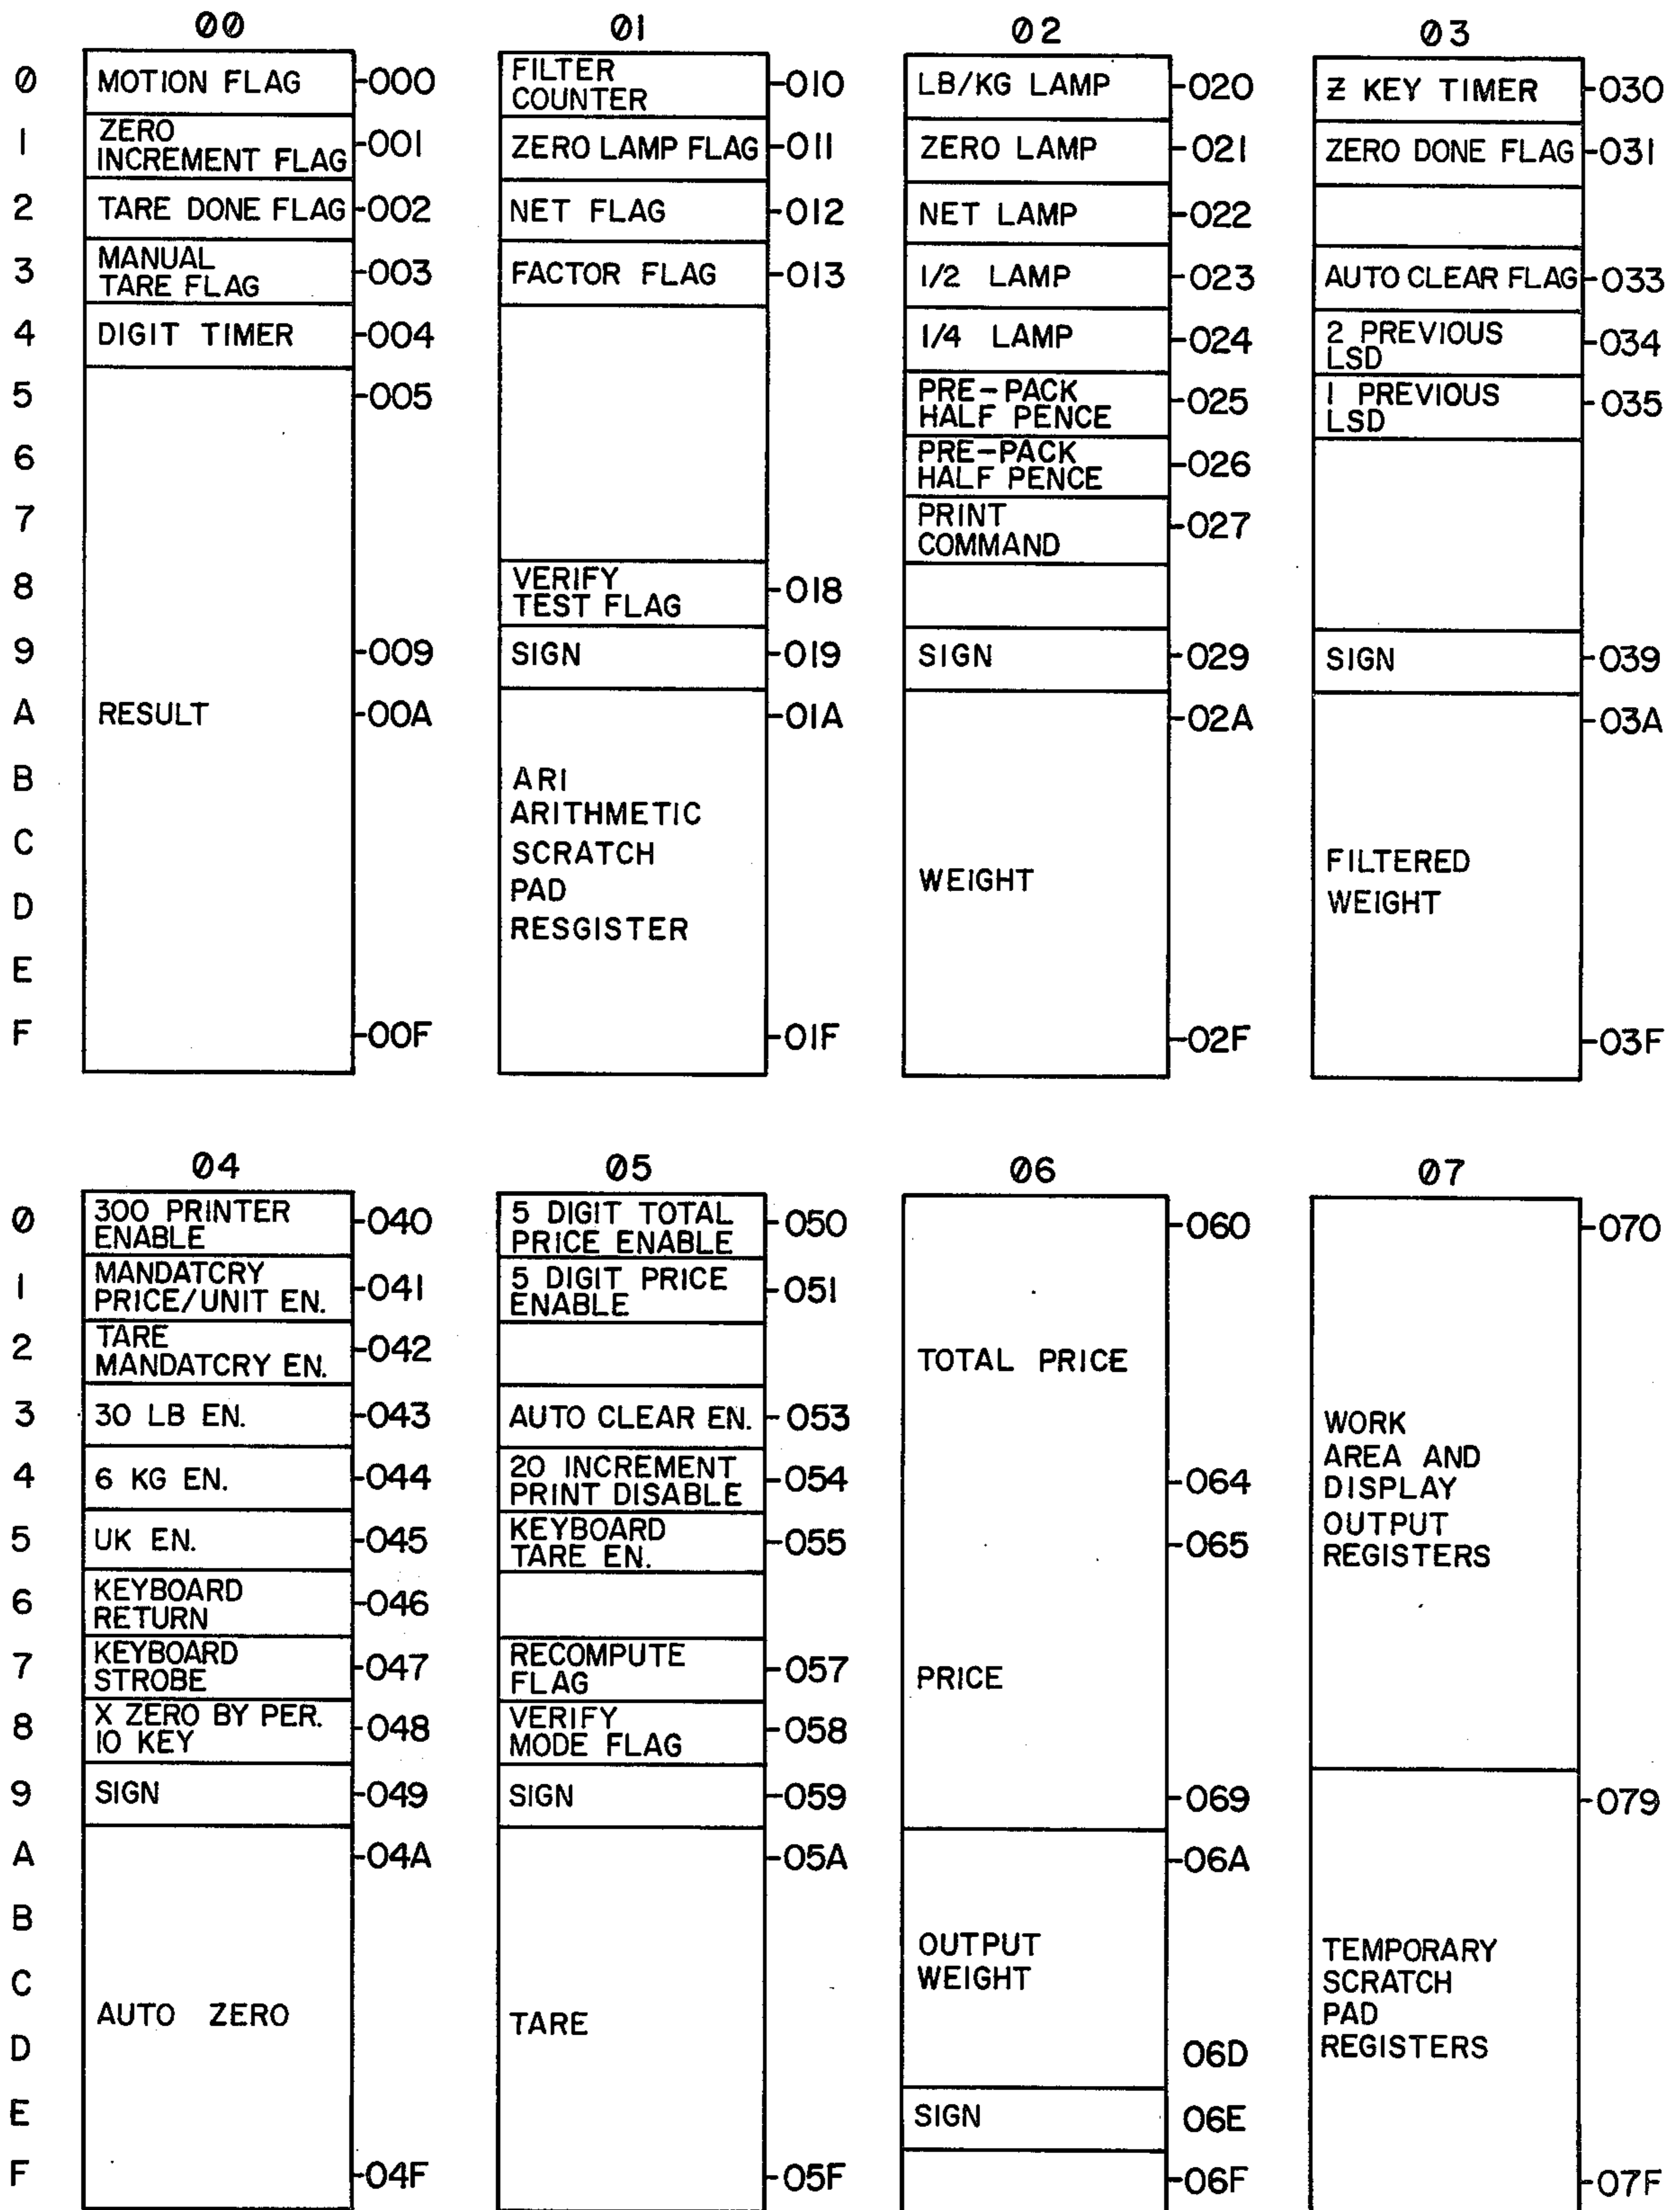 00
01
02
03
0
1
2
3
4
5
6
7
8
9
A
B
C
D
E
F
MOTION FLAG
000
ZERO
INCREMENT FLAG
001
TARE DONE FLAG
002
MANUAL
TARE FLAG
003
DIGIT TIMER
004
005
009
RESULT
00A
00F
FILTER
COUNTER
010
ZERO LAMP FLAG
011
NET FLAG
012
FACTOR FLAG
013
VERIFY
TEST FLAG
018
SIGN
019
01A
ARI
ARITHMETIC
SCRATCH
PAD
RESGISTER
01F
LB/KG LAMP
020
ZERO LAMP
021
NET LAMP
022
1/2 LAMP
023
1/4 LAMP
024
PRE-PACK
HALF PENCE
025
PRE-PACK
HALF PENCE
026
PRINT
COMMAND
027
SIGN
029
02A
WEIGHT
02F
Z KEY TIMER
030
ZERO DONE FLAG
031
AUTO CLEAR FLAG
033
2 PREVIOUS
LSD
034
1 PREVIOUS
LSD
035
SIGN
039
03A
FILTERED
WEIGHT
03F
04
05
06
07
0
1
2
3
4
5
6
7
8
9
A
B
C
D
E
F
300 PRINTER
ENABLE
040
MANDATCRY
PRICE/UNIT EN.
041
TARE
MANDATCRY EN.
042
30 LB EN.
043
6 KG EN.
044
UK EN.
045
KEYBOARD
RETURN
046
KEYBOARD
STROBE
047
X ZERO BY PER.
10 KEY
048
SIGN
049
04A
AUTO ZERO
04F
5 DIGIT TOTAL
PRICE ENABLE
050
5 DIGIT PRICE
ENABLE
051
AUTO CLEAR EN.
053
20 INCREMENT
PRINT DISABLE
054
KEYBOARD
TARE EN.
055
RECOMPUTE
FLAG
057
VERIFY
MODE FLAG
058
SIGN
059
05A
TARE
05F
060
TOTAL PRICE
064
065
PRICE
069
06A
OUTPUT
WEIGHT
06D
SIGN
06E
06F
070
WORK
AREA AND
DISPLAY
OUTPUT
REGISTERS
079
TEMPORARY
SCRATCH
PAD
REGISTERS
07F